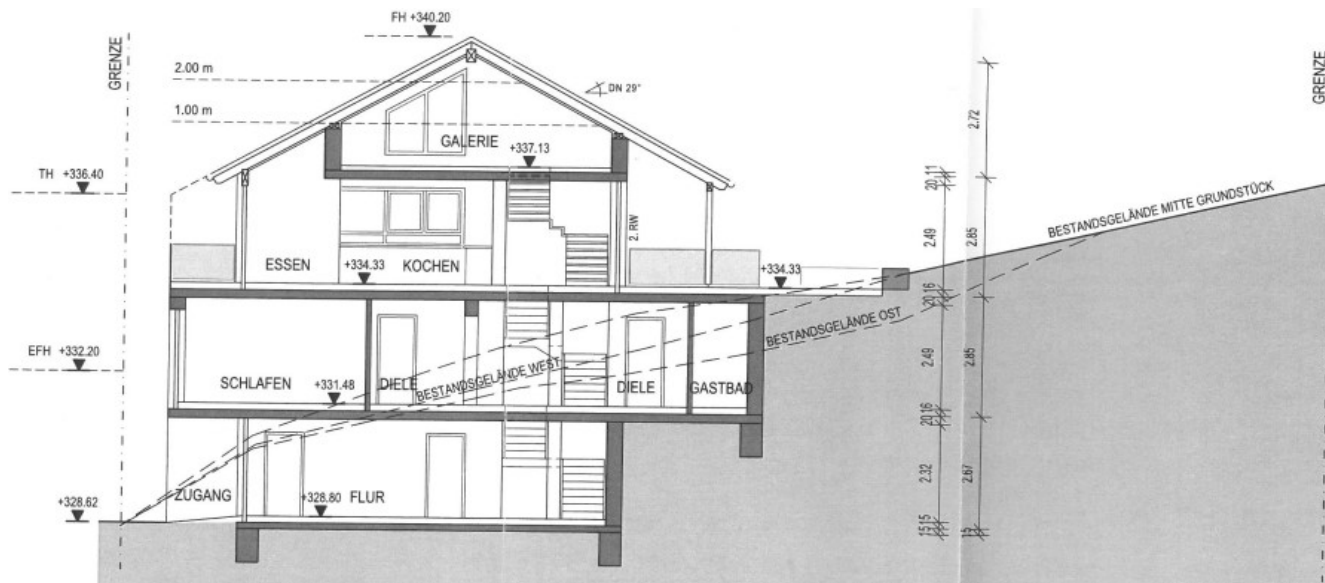 FH +340.20
GRENZE
GRENZE
2.00 m
DN 29°
1.00 m
2.72
GALERIE
+337.13
TH +336.40
20 11
BESTANDSGELÄNDE MITTE GRUNDSTÜCK
2. RW
2.49
2.85
ESSEN
+334.33
KOCHEN
+334.33
20 16
BESTANDSGELÄNDE OST
EFH +332.20
BESTANDSGELÄNDE WEST
2.49
2.85
SCHLAFEN
+331.48
DIELE
DIELE
GASTBAD
20 16
2.32
2.67
ZUGANG
+328.80
FLUR
+328.62
15 15